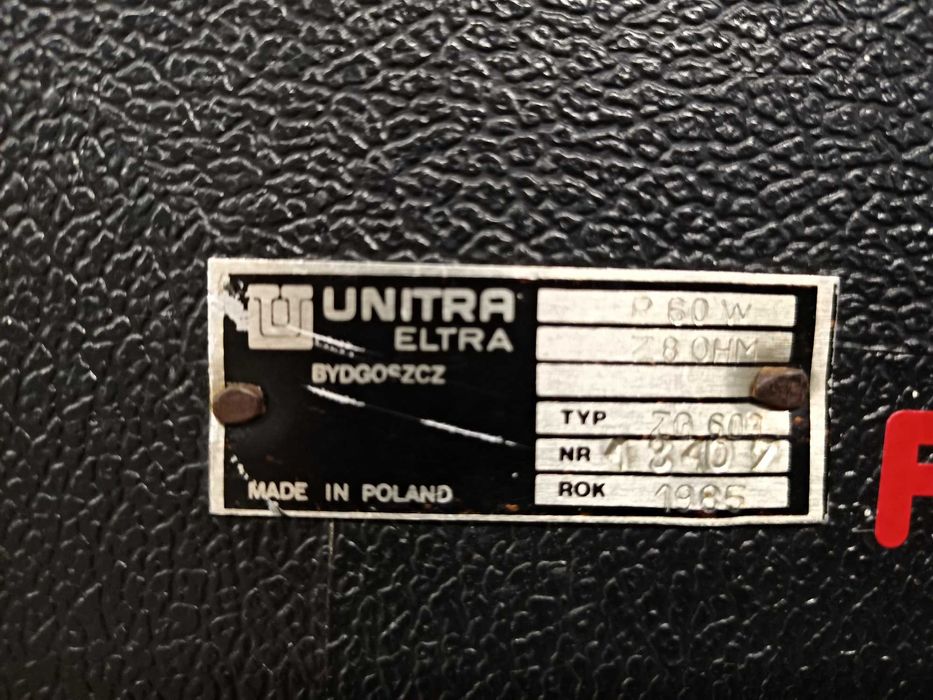 UNITRA
ELTRA
BYDGOSZCZ
MADE IN POLAND
P 60 W
Z 8 OHM
TYP
NR
ROK 1985